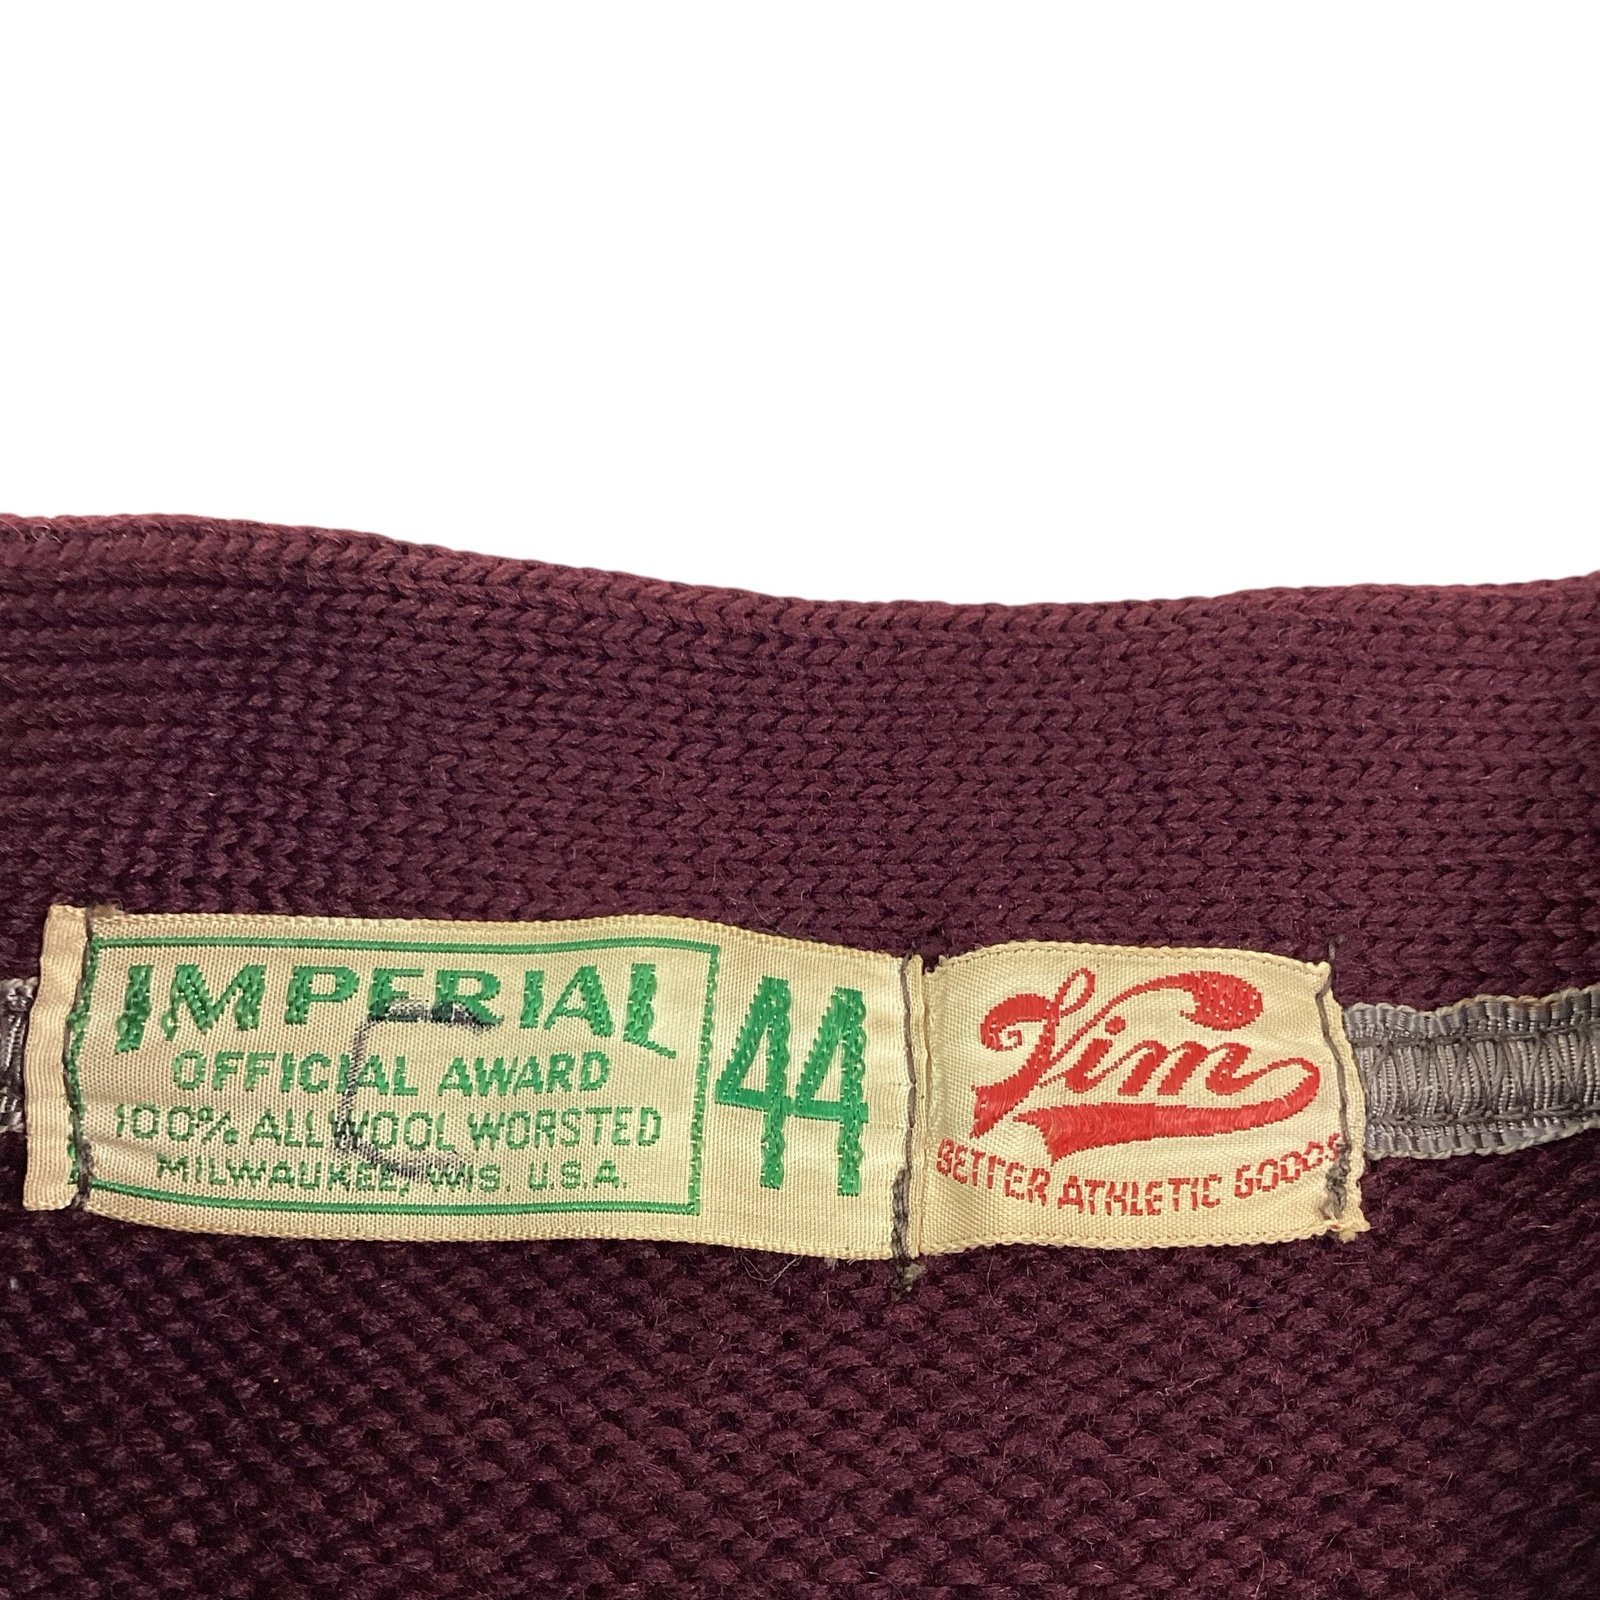 IMPERIAL
OFFICIAL AWARD
100% ALL WOOL WORSTED
MILWAUKEE, WIS. U.S.A.
44
Vim
BETTER ATHLETIC GOODS